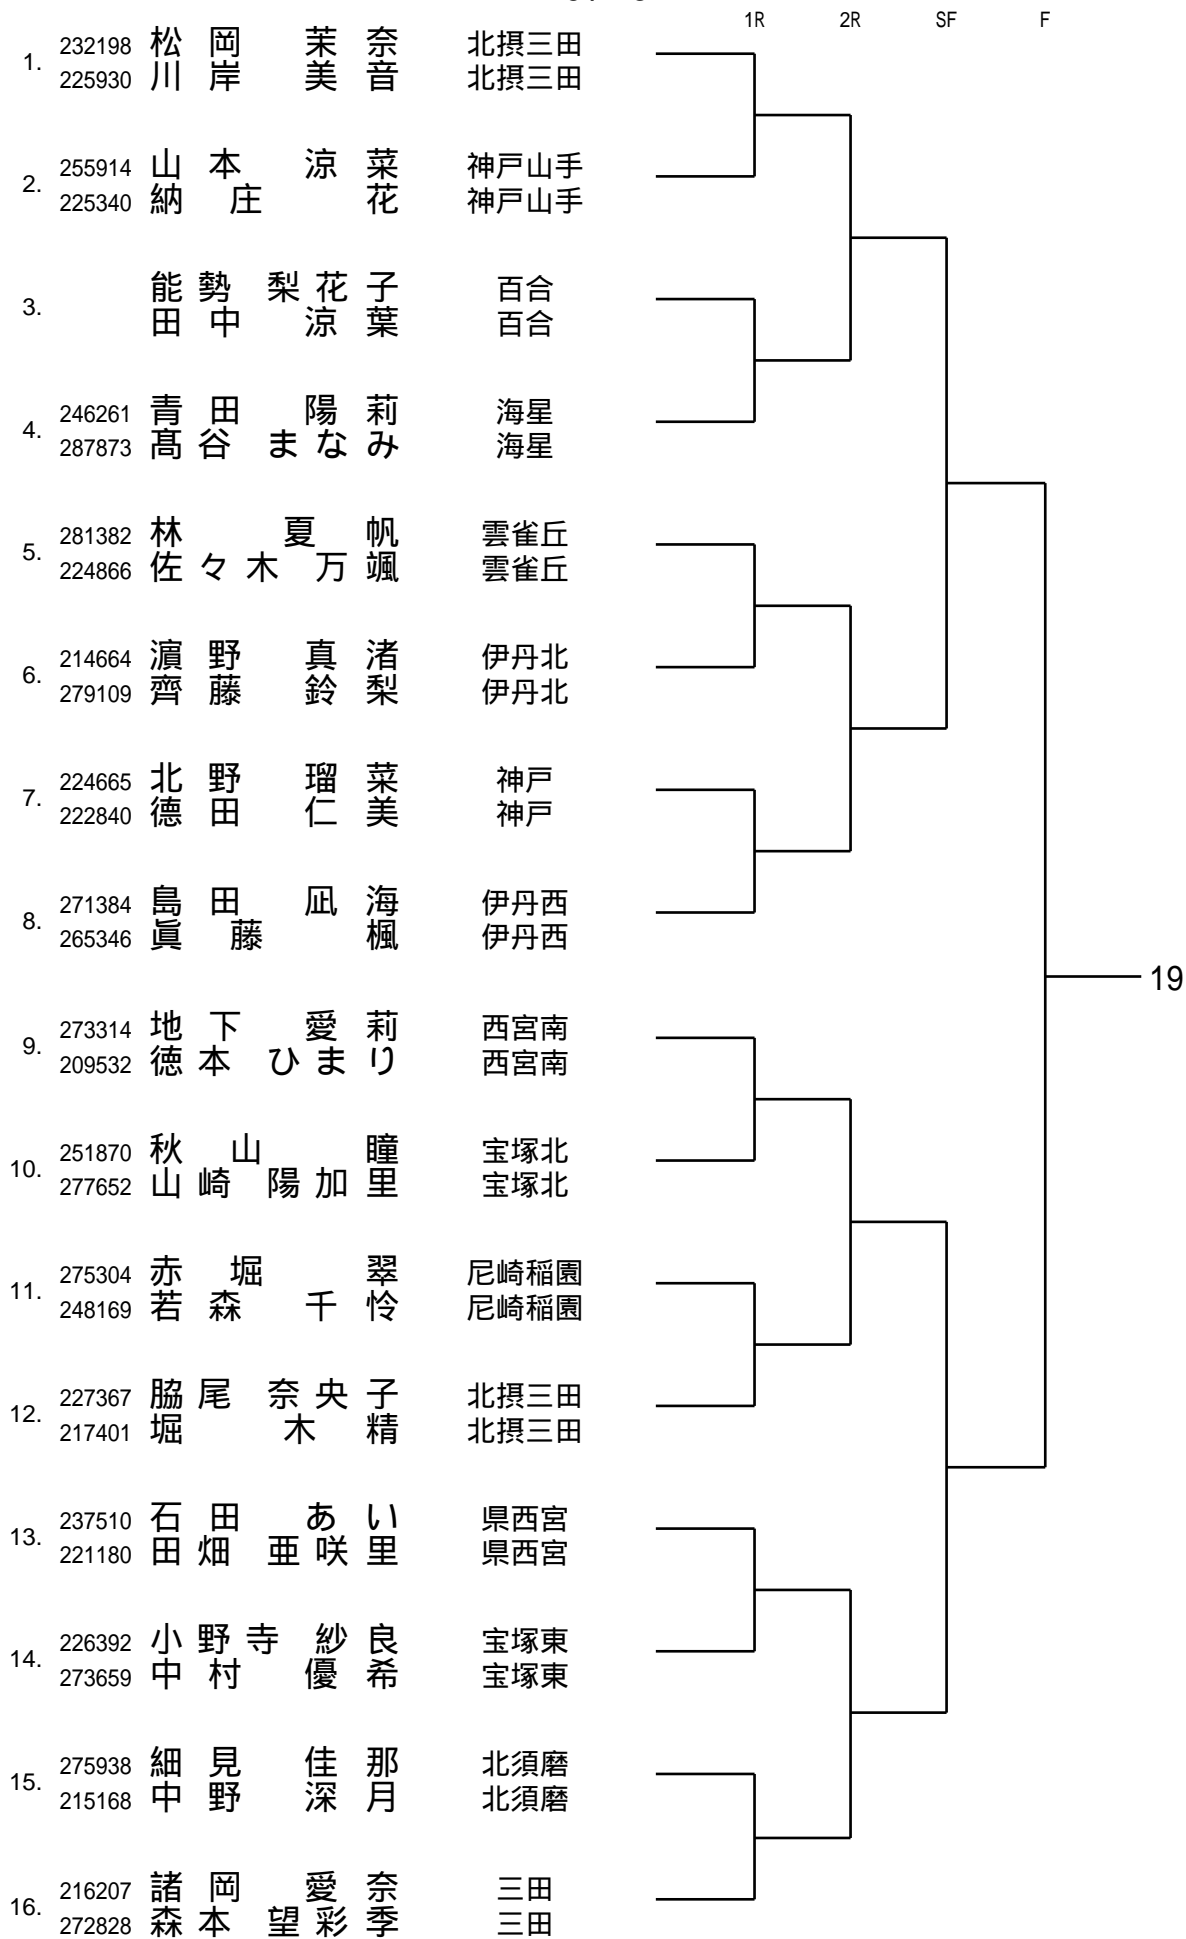 1R 2R SF F
1. 232198 松岡 茉奈 北摂三田
225930 川岸 美音 北摂三田
2. 255914 山本 涼菜 神戸山手
225340 納庄 花 神戸山手
3. 能勢 梨花子 百合
田中 涼葉 百合
4. 246261 青田 陽莉 海星
287873 髙谷 まなみ 海星
5. 281382 林 夏帆 雲雀丘
224866 佐々木 万颯 雲雀丘
6. 214664 濵野 真渚 伊丹北
279109 齊藤 鈴梨 伊丹北
7. 224665 北野 瑠菜 神戸
222840 德田 仁美 神戸
8. 271384 島田 凪海 伊丹西
265346 眞藤 楓 伊丹西
19
9. 273314 地下 愛莉 西宮南
209532 徳本 ひまり 西宮南
10. 251870 秋山 瞳 宝塚北
277652 山崎 陽加里 宝塚北
11. 275304 赤堀 翠 尼崎稲園
248169 若森 千怜 尼崎稲園
12. 227367 脇尾 奈央子 北摂三田
217401 堀木 精 北摂三田
13. 237510 石田 あい 県西宮
221180 田畑 亜咲里 県西宮
14. 226392 小野寺 紗良 宝塚東
273659 中村 優希 宝塚東
15. 275938 細見 佳那 北須磨
215168 中野 深月 北須磨
16. 216207 諸岡 愛奈 三田
272828 森本 望彩季 三田